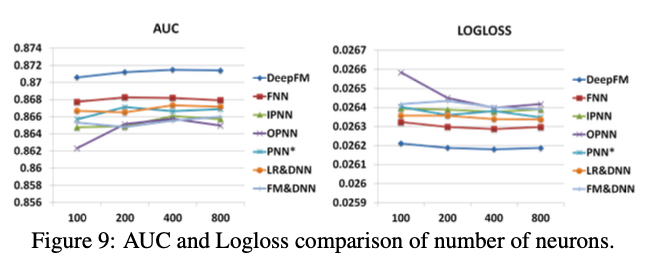 AUC
0.874
0.872
0.87
0.868
0.866
0.864
0.862
0.86
0.858
0.856
100 200 400 800
DeepFM
FNN
IPNN
OPNN
PNN*
LR&DNN
FM&DNN
LOGLOSS
0.0267
0.0266
0.0265
0.0264
0.0263
0.0262
0.0261
0.026
0.0259
100 200 400 800
DeepFM
FNN
IPNN
OPNN
PNN*
LR&DNN
FM&DNN
Figure 9: AUC and Logloss comparison of number of neurons.